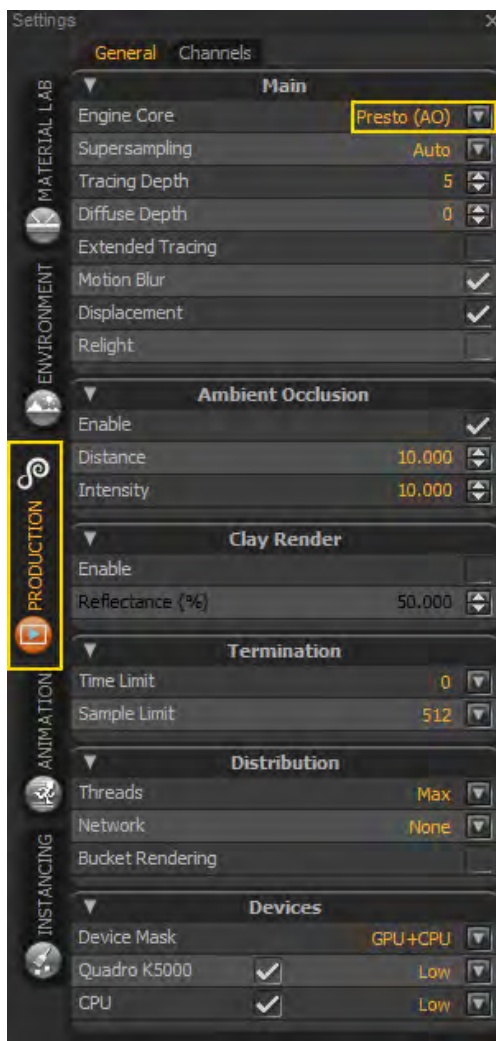 Settings
General Channels
Main
Engine Core Presto (AO)
Supersampling Auto
Tracing Depth 5
Diffuse Depth 0
Extended Tracing
Motion Blur
Displacement
Relight
Ambient Occlusion
Enable
Distance 10.000
Intensity 10.000
Clay Render
Enable
Reflectance (%) 50.000
Termination
Time Limit 0
Sample Limit 512
Distribution
Threads Max
Network None
Bucket Rendering
Devices
Device Mask GPU+CPU
Quadro K5000 Low
CPU Low
MATERIAL LAB
ENVIRONMENT
PRODUCTION
ANIMATION
INSTANCING